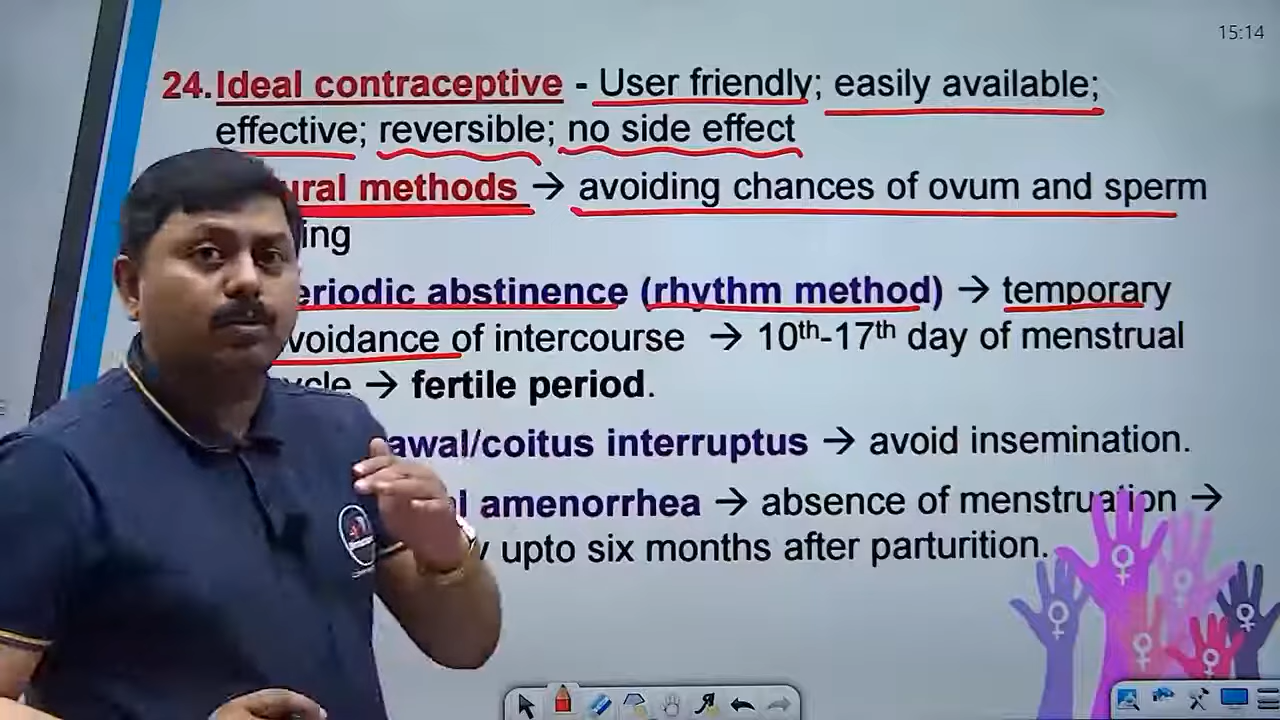 15:14
24.Ideal contraceptive - User friendly; easily available;
effective; reversible; no side effect
ural methods → avoiding chances of ovum and sperm
ing
eriodic abstinence (rhythm method) → temporary
voidance of intercourse → 10th-17th day of menstrual
ycle → fertile period.
awal/coitus interruptus → avoid insemination.
l amenorrhea → absence of menstruation →
y upto six months after parturition.